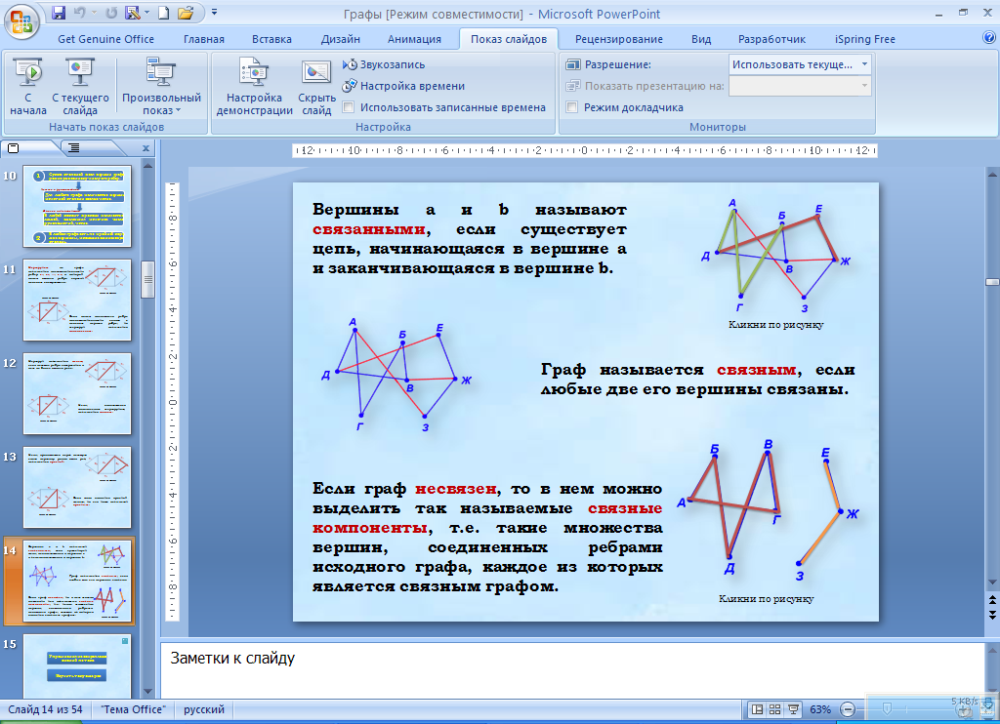 Графы [Режим совместимости] - Microsoft PowerPoint
Get Genuine Office Главная Вставка Дизайн Анимация Показ слайдов Рецензирование Вид Разработчик iSpring Free
С начала
С текущего слайда
Произвольный показ
Начать показ слайдов
Настройка демонстрации
Скрыть слайд
Звукозапись
Настройка времени
Использовать записанные времена
Настройка
Разрешение: Использовать текуще...
Показать презентацию на:
Режим докладчика
Мониторы
10
11
12
13
14
15
Вершины a и b называют
связанными, если существует
цепь, начинающаяся в вершине a
и заканчивающаяся в вершине b.
А Б Е Д В Ж Г З
Кликни по рисунку
А Б Е Д В Ж Г З
Граф называется связным, если
любые две его вершины связаны.
Если граф несвязен, то в нем можно
выделить так называемые связные
компоненты, т.е. такие множества
вершин, соединенных ребрами
исходного графа, каждое из которых
является связным графом.
Б В Е А Г Ж Д З
Кликни по рисунку
Заметки к слайду
Слайд 14 из 54 "Тема Office" русский 63%
5 KB/s